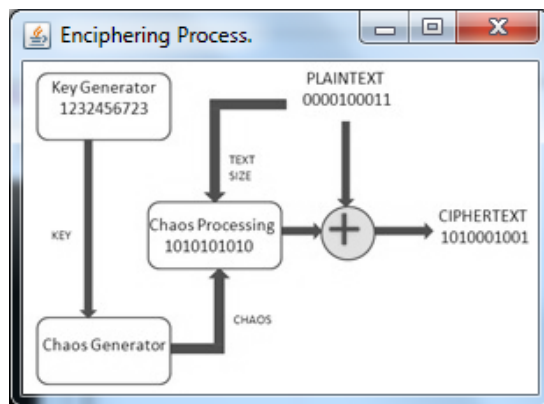 Enciphering Process.
Key Generator
1232456723
PLAINTEXT
0000100011
TEXT
SIZE
Chaos Processing
1010101010
KEY
CIPHERTEXT
1010001001
CHAOS
Chaos Generator